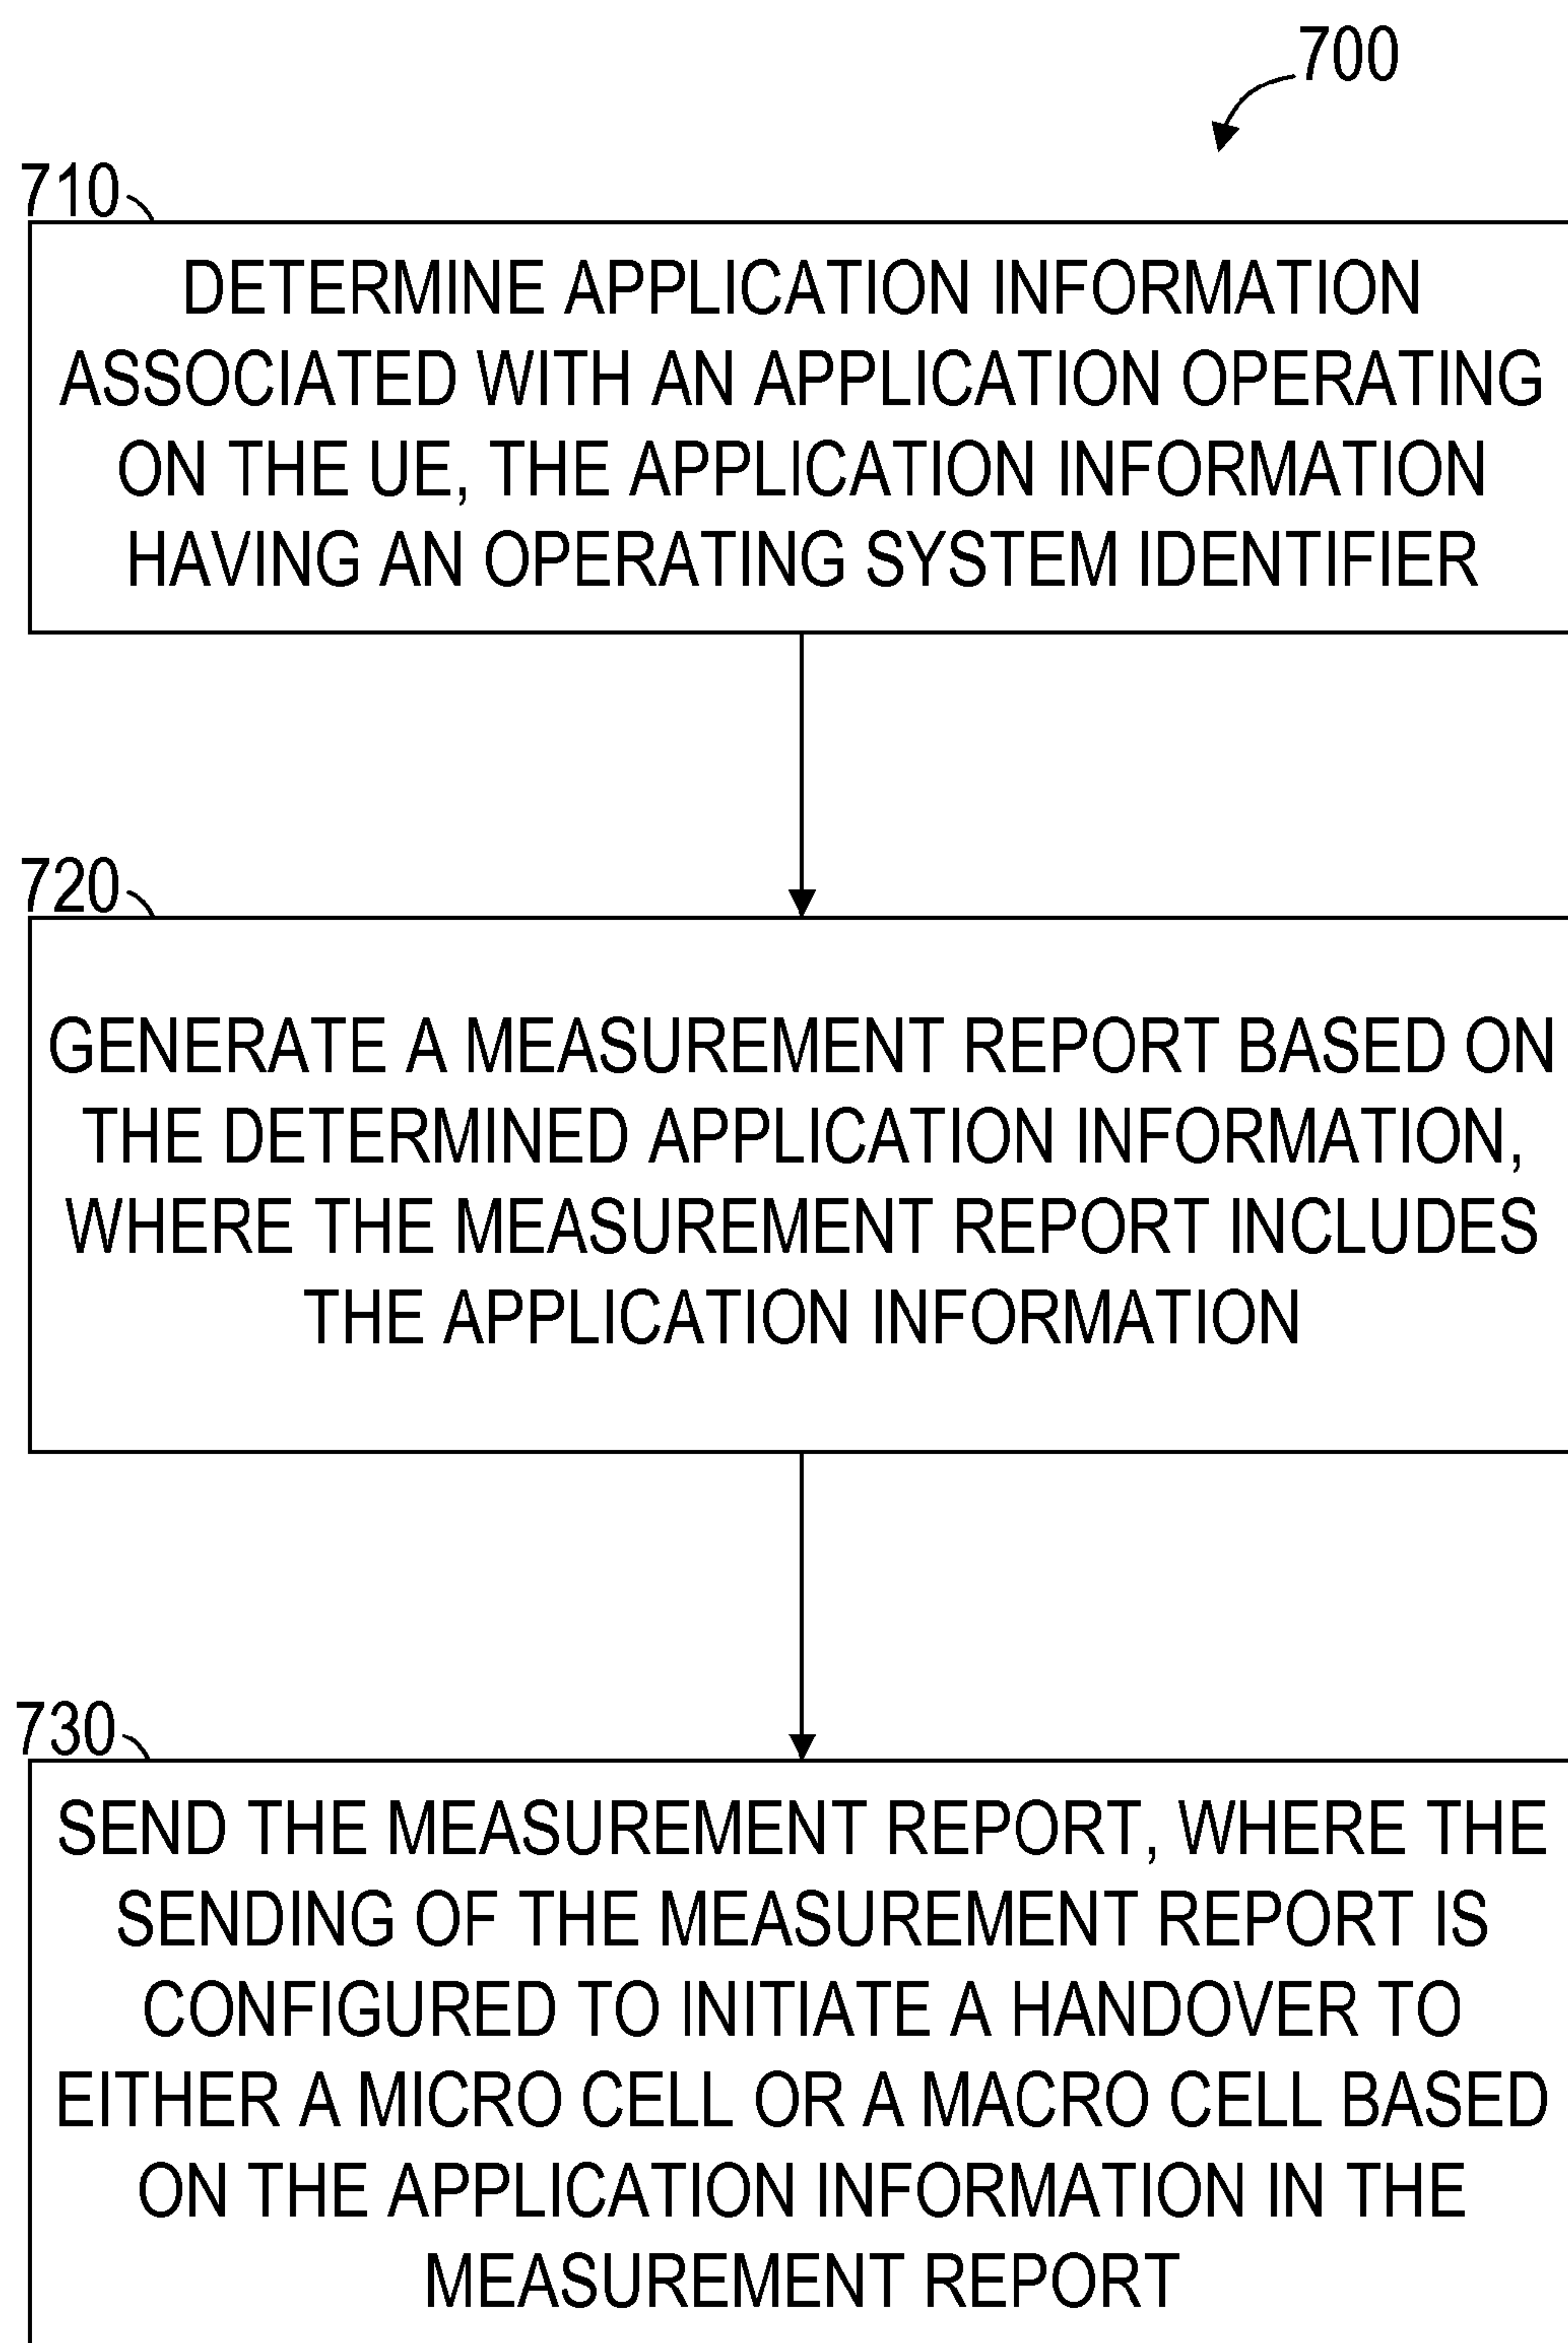 700
710
DETERMINE APPLICATION INFORMATION
ASSOCIATED WITH AN APPLICATION OPERATING
ON THE UE, THE APPLICATION INFORMATION
HAVING AN OPERATING SYSTEM IDENTIFIER
720
GENERATE A MEASUREMENT REPORT BASED ON
THE DETERMINED APPLICATION INFORMATION,
WHERE THE MEASUREMENT REPORT INCLUDES
THE APPLICATION INFORMATION
730
SEND THE MEASUREMENT REPORT, WHERE THE
SENDING OF THE MEASUREMENT REPORT IS
CONFIGURED TO INITIATE A HANDOVER TO
EITHER A MICRO CELL OR A MACRO CELL BASED
ON THE APPLICATION INFORMATION IN THE
MEASUREMENT REPORT